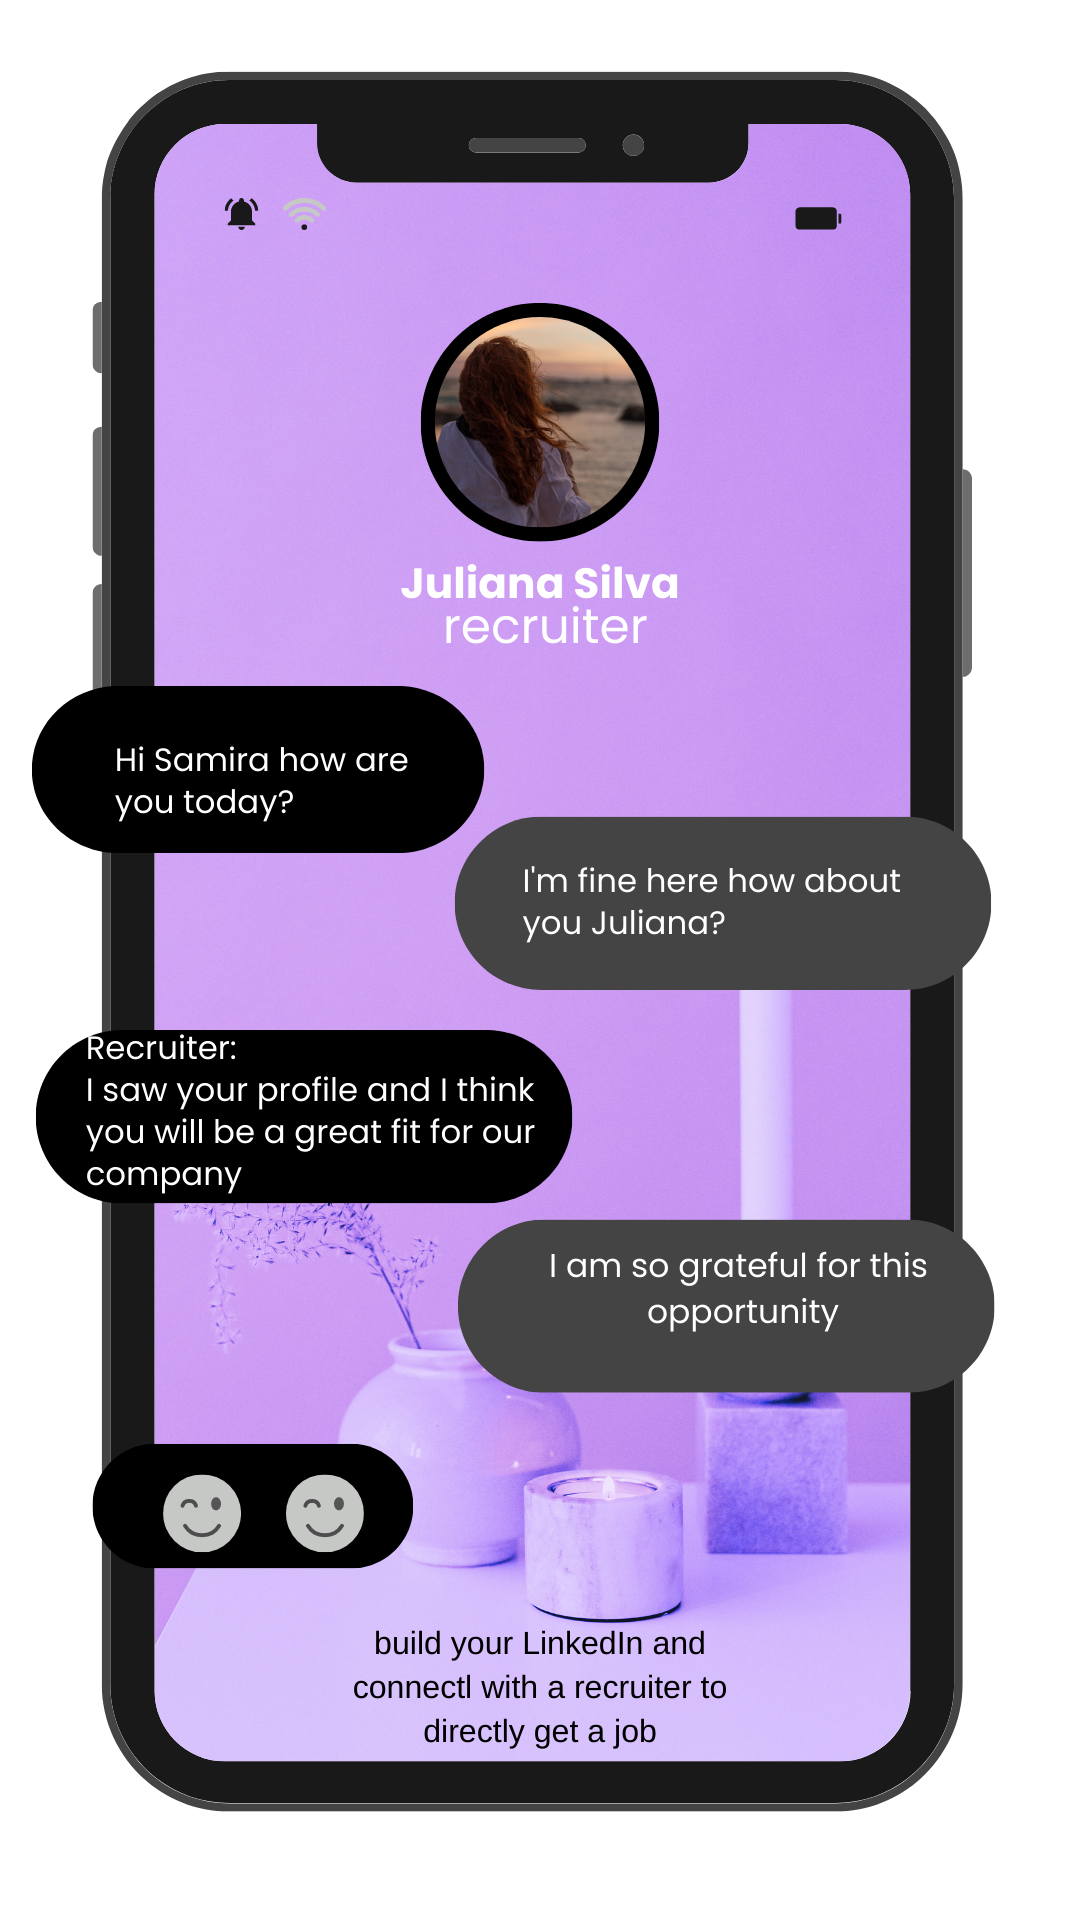 Juliana Silva
recruiter
Hi Samira how are
you today?
I'm fine here how about
you Juliana?
Recruiter:
I saw your profile and I think
you will be a great fit for our
company
I am so grateful for this
opportunity
build your LinkedIn and
connectl with a recruiter to
directly get a job